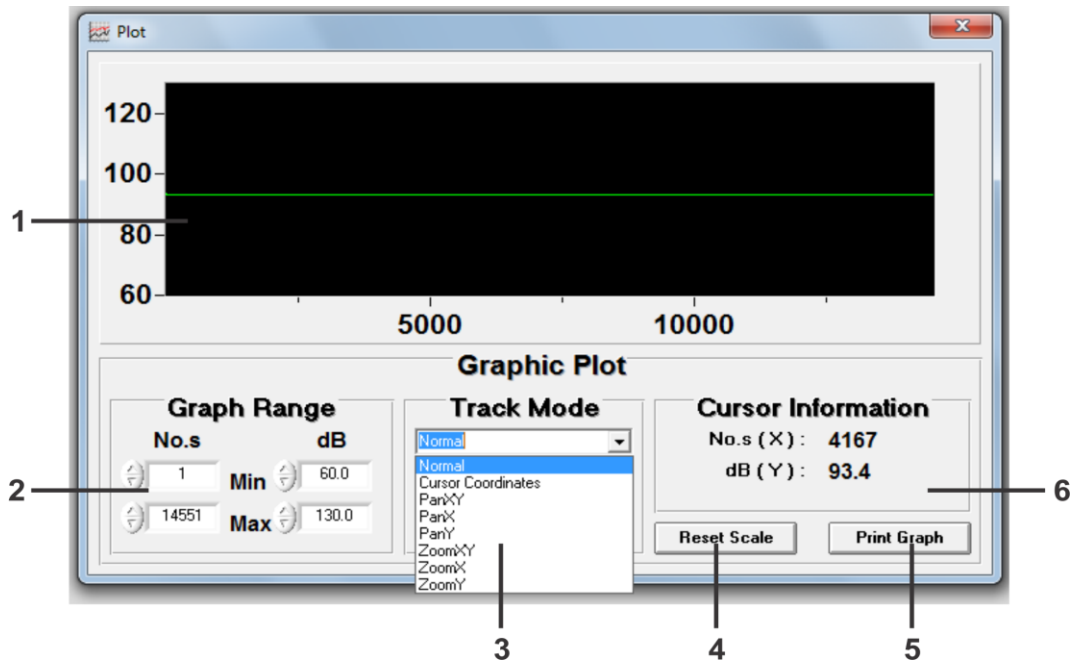 Plot
120
100
80
60
5000 10000
1
Graphic Plot
Graph Range
No.s dB
1 Min 60.0
14551 Max 130.0
2
Track Mode
Normal
Normal
Cursor Coordinates
PanXY
PanX
PanY
ZoomXY
ZoomX
ZoomY
3
Cursor Information
No.s ( X ) : 4167
dB ( Y ) : 93.4
6
Reset Scale Print Graph
4 5